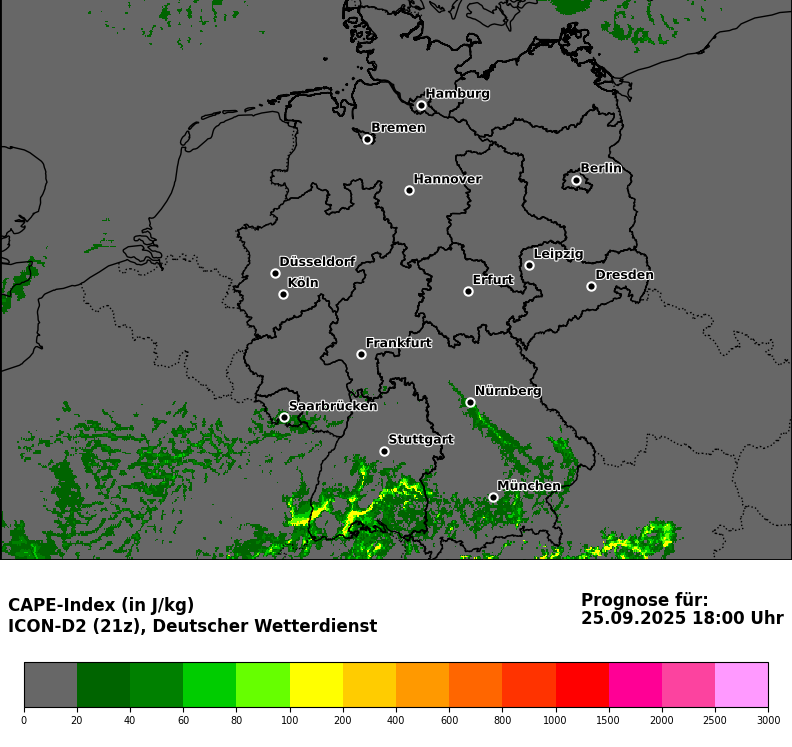 Hamburg
Bremen
Berlin
Hannover
Leipzig
Düsseldorf
Dresden
Köln
Erfurt
Frankfurt
Nürnberg
Saarbrücken
Stuttgart
München
CAPE-Index (in J/kg)
ICON-D2 (21z), Deutscher Wetterdienst
Prognose für:
25.09.2025 18:00 Uhr
0 20 40 60 80 100 200 400 600 800 1000 1500 2000 2500 3000